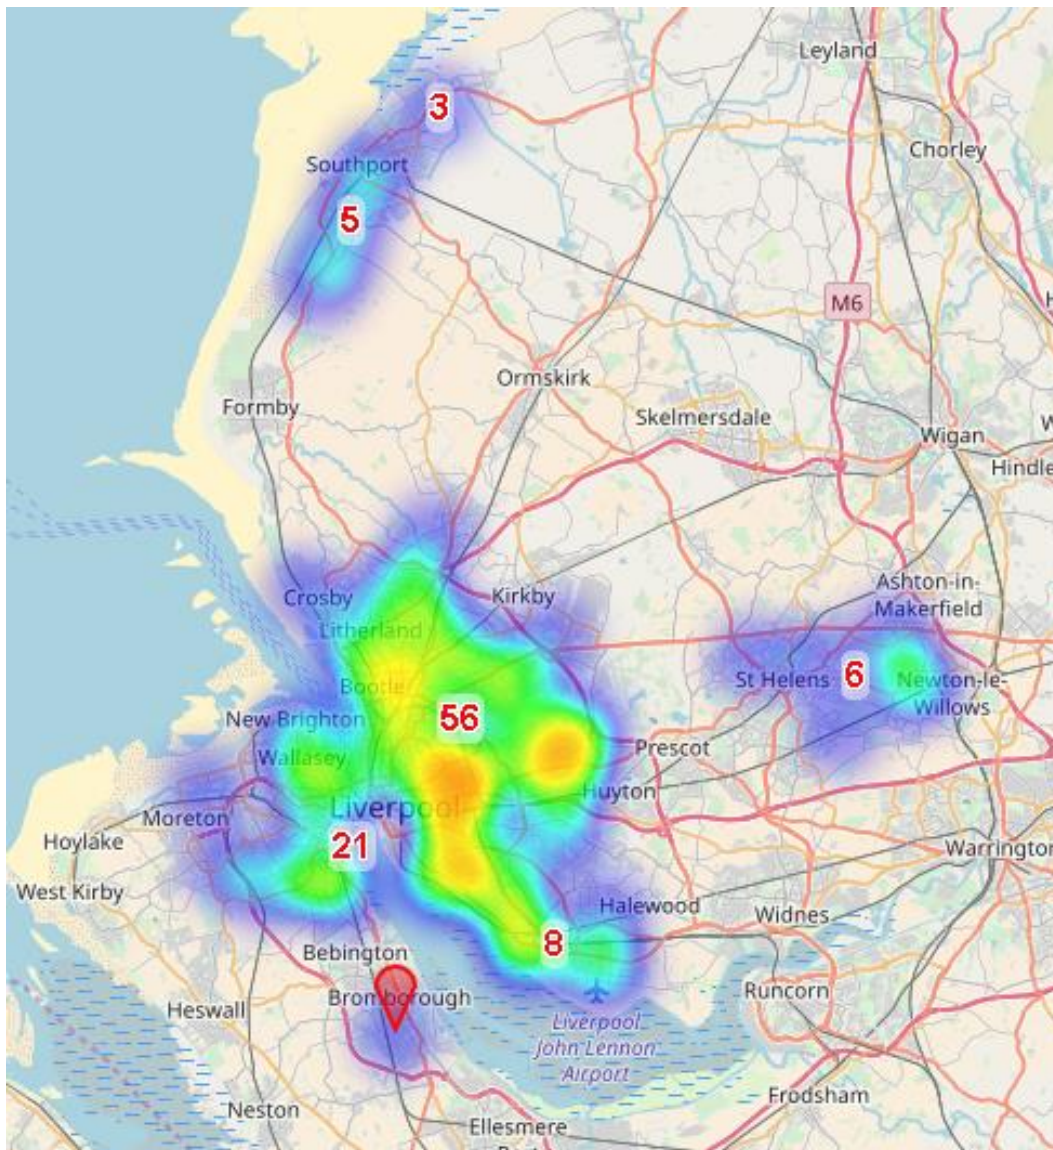 Leyland
3
Chorley
Southport
5
M6
Ormskirk
Skelmersdale
Formby
Wigan
Hindle
Ashton-in-
Makerfield
Crosby
Kirkby
Litherland
St Helens
6
Newton-le-
Willows
Bootle
New Brighton
56
Wallasey
Prescot
Huyton
Liverpool
Moreton
Hoylake
21
Warrington
West Kirby
Halewood
Widnes
8
Bebington
Bromborough
Heswall
Runcorn
Liverpool
John Lennon
Airport
Neston
Frodsham
Ellesmere